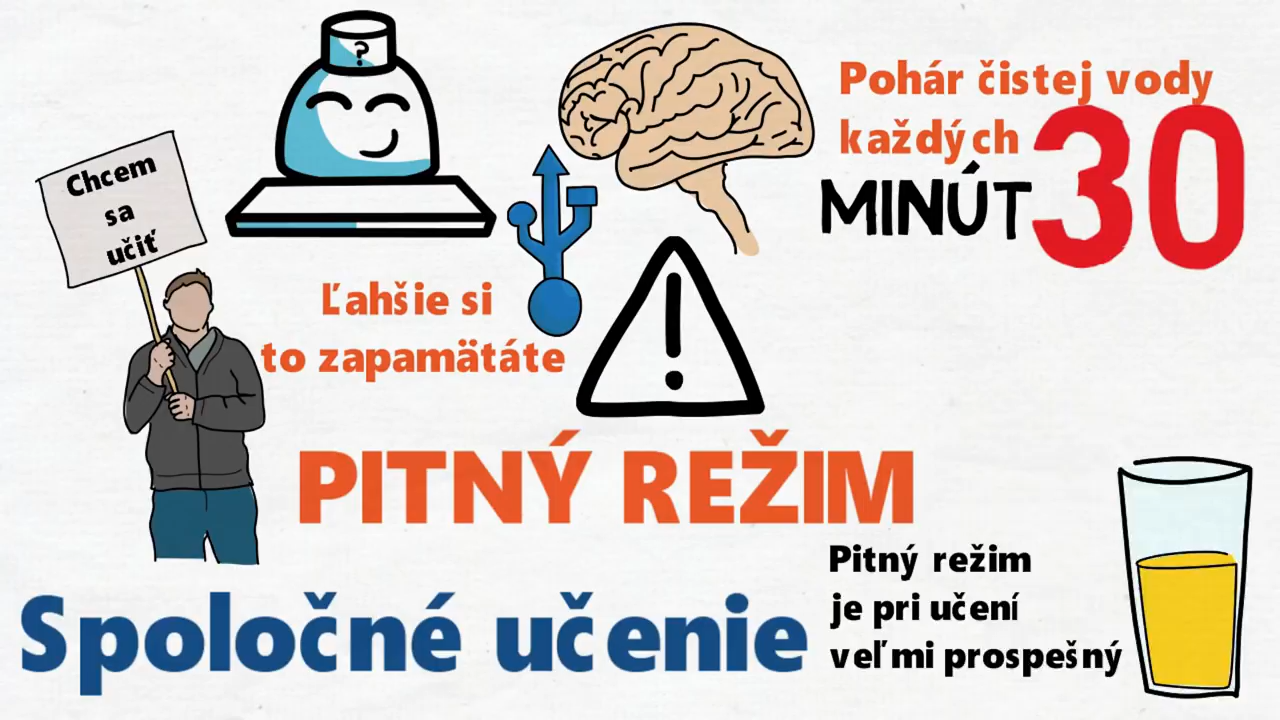 ?
Pohár čistej vody
každých
MINÚT 30
Chcem
sa
učiť
Ľahšie si
to zapamätáte
PITNÝ REŽIM
Pitný režim
je pri učení
veľmi prospešný
Spoločné učenie